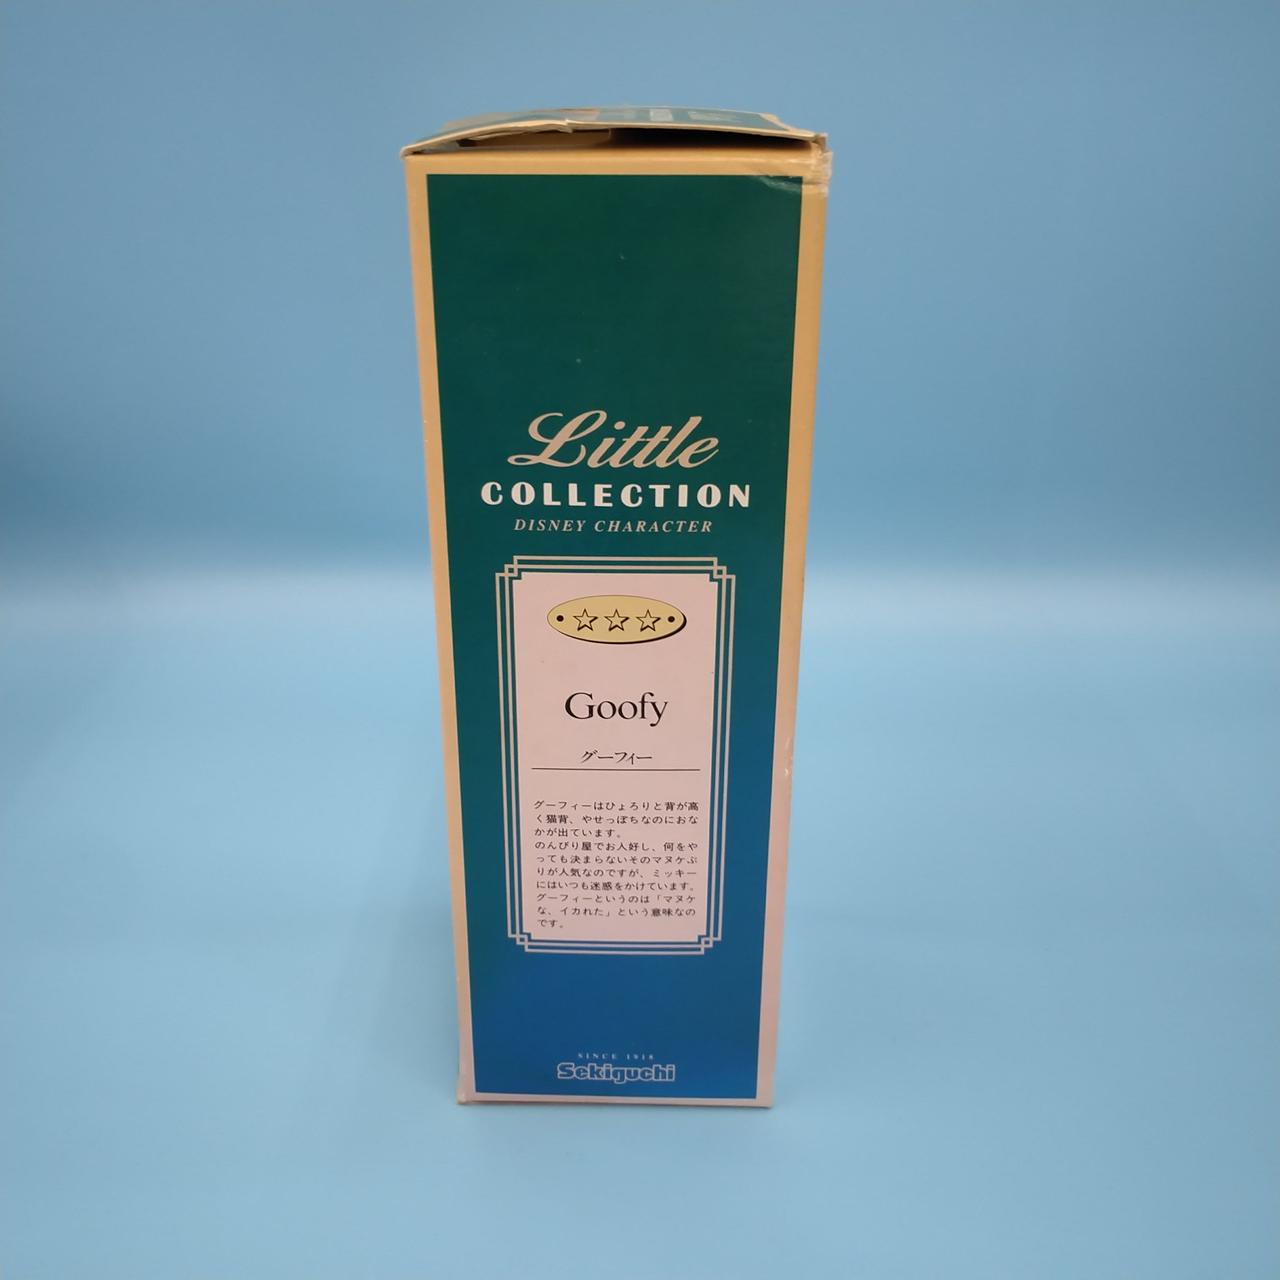 Little
COLLECTION
DISNEY CHARACTER
Goofy
グーフィー
グーフィーはひょろりと背が高
く猫背、やせっぽちなのにおな
かが出ています。
のんびり屋でお人好し、何をや
っても決まらないそのマヌケぶ
りが人気なのですが、ミッキー
にはいつも迷惑をかけています。
グーフィーというのは「マヌケ
な、イカれた」という意味なの
です。
SINCE 1918
Sekiguchi